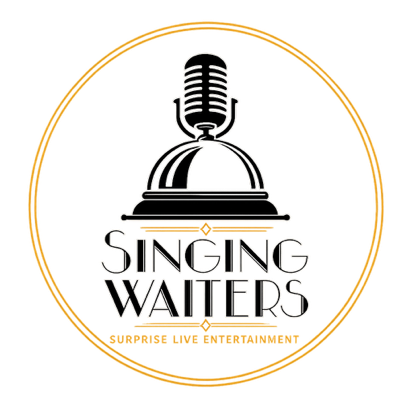 SINGING
WAITERS
SURPRISE LIVE ENTERTAINMENT